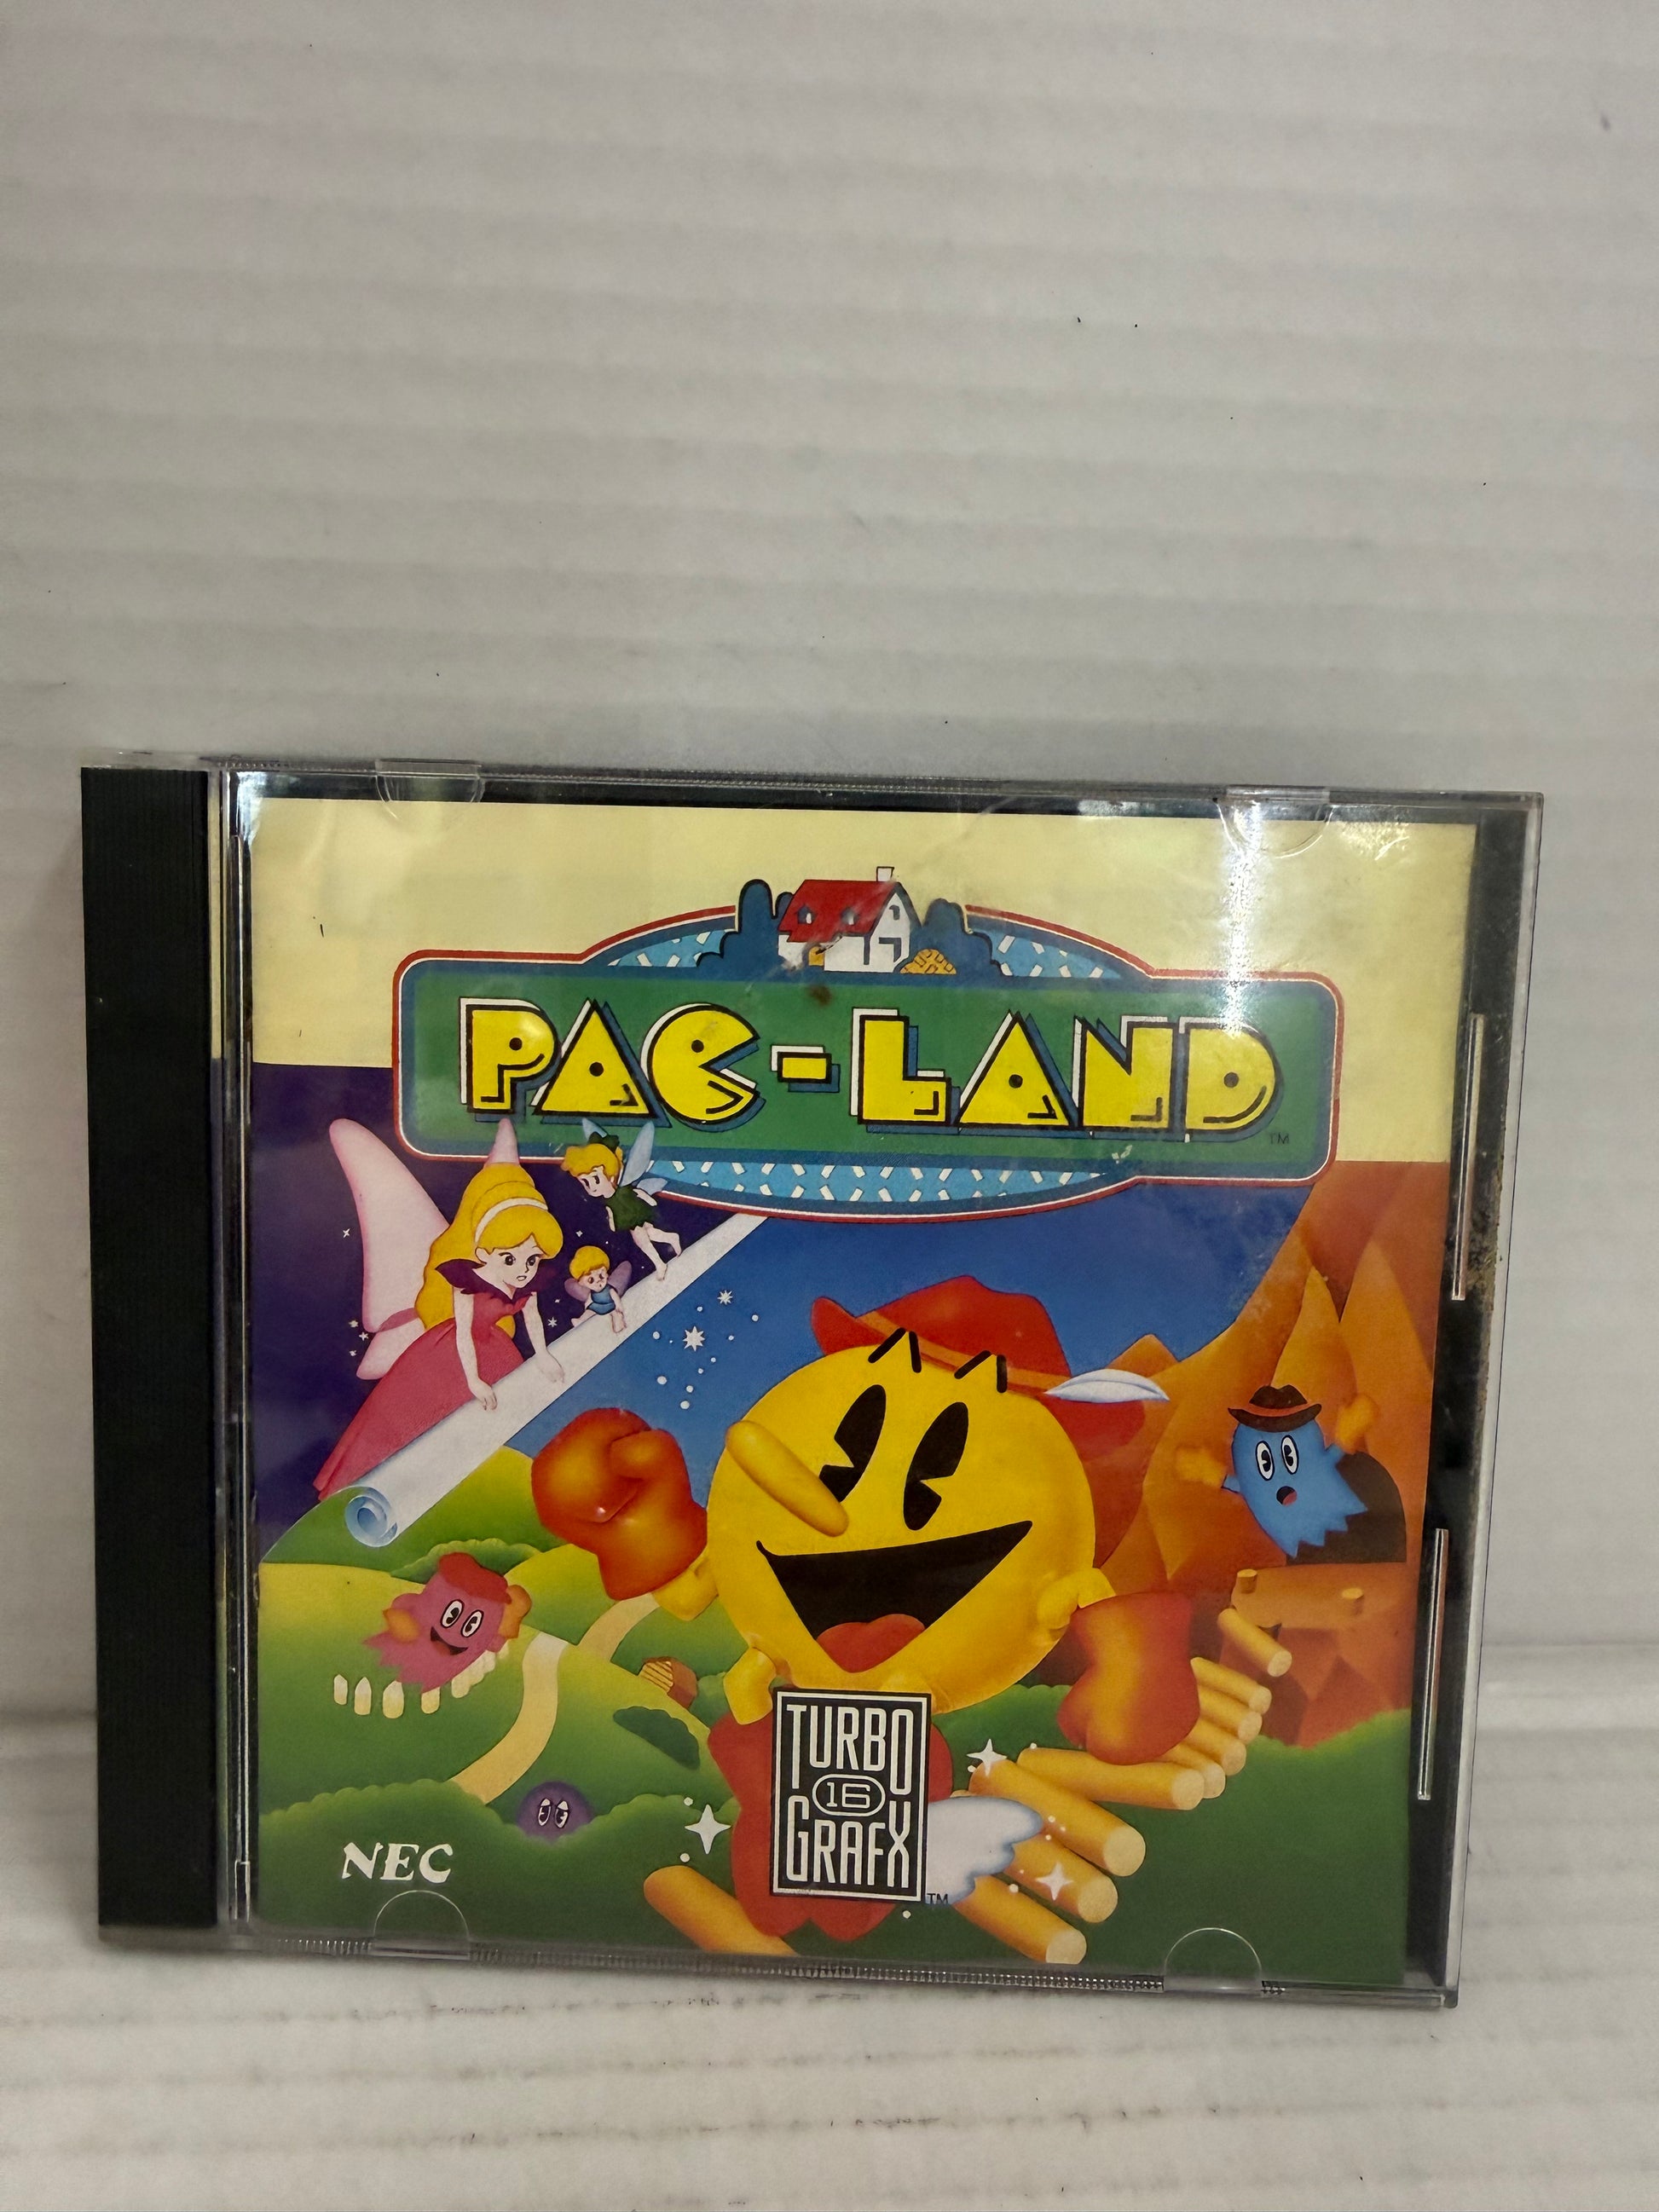 PAC-LAND
TM
TURBO
16
GRAFX
TM
NEC